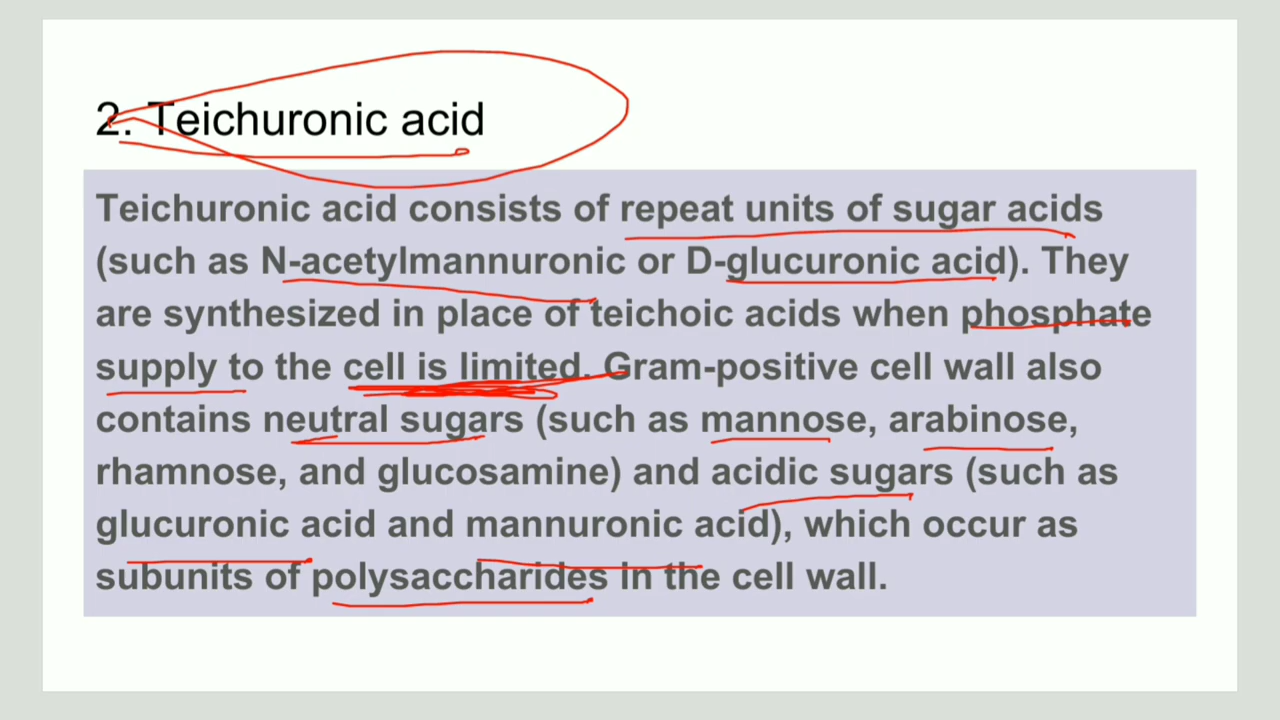 2. Teichuronic acid
Teichuronic acid consists of repeat units of sugar acids
(such as N-acetylmannuronic or D-glucuronic acid). They
are synthesized in place of teichoic acids when phosphate
supply to the cell is limited. Gram-positive cell wall also
contains neutral sugars (such as mannose, arabinose,
rhamnose, and glucosamine) and acidic sugars (such as
glucuronic acid and mannuronic acid), which occur as
subunits of polysaccharides in the cell wall.